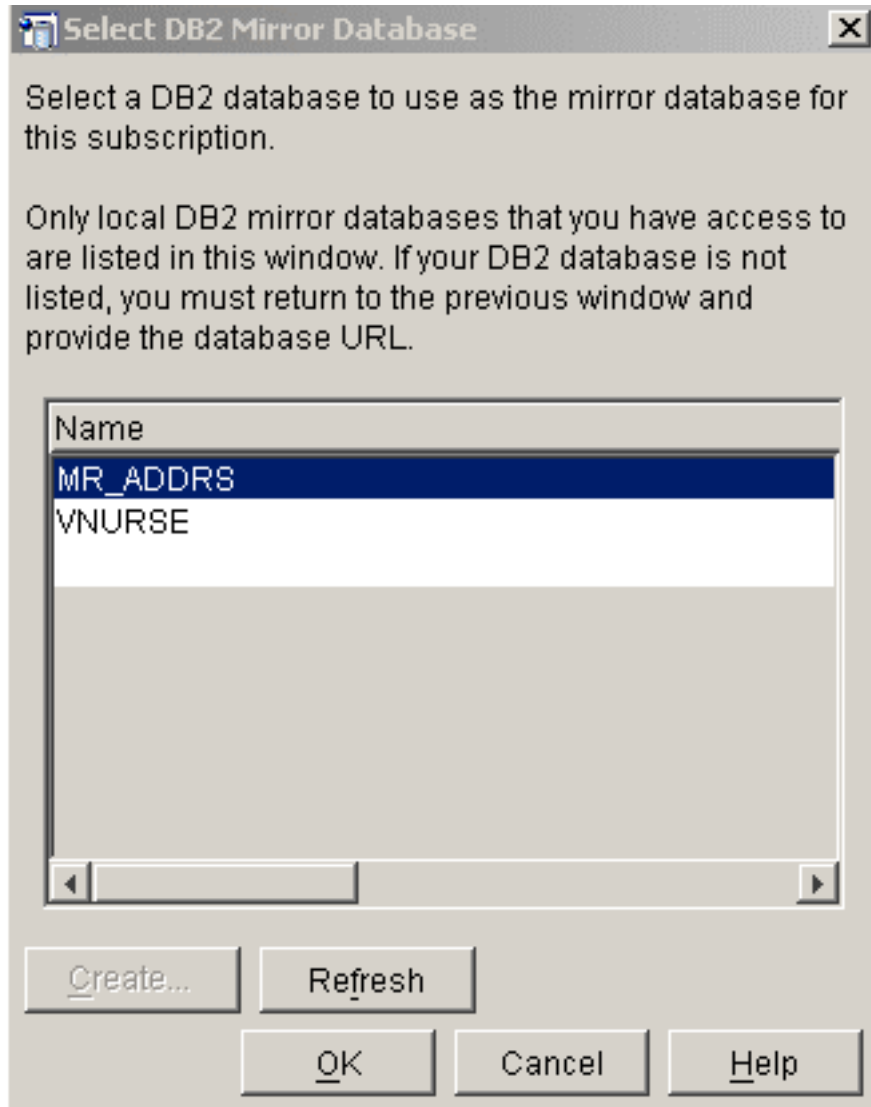 Select DB2 Mirror Database
Select a DB2 database to use as the mirror database for
this subscription.
Only local DB2 mirror databases that you have access to
are listed in this window. If your DB2 database is not
listed, you must return to the previous window and
provide the database URL.
Name
MR_ADDRS
VNURSE
Create...
Refresh
OK
Cancel
Help